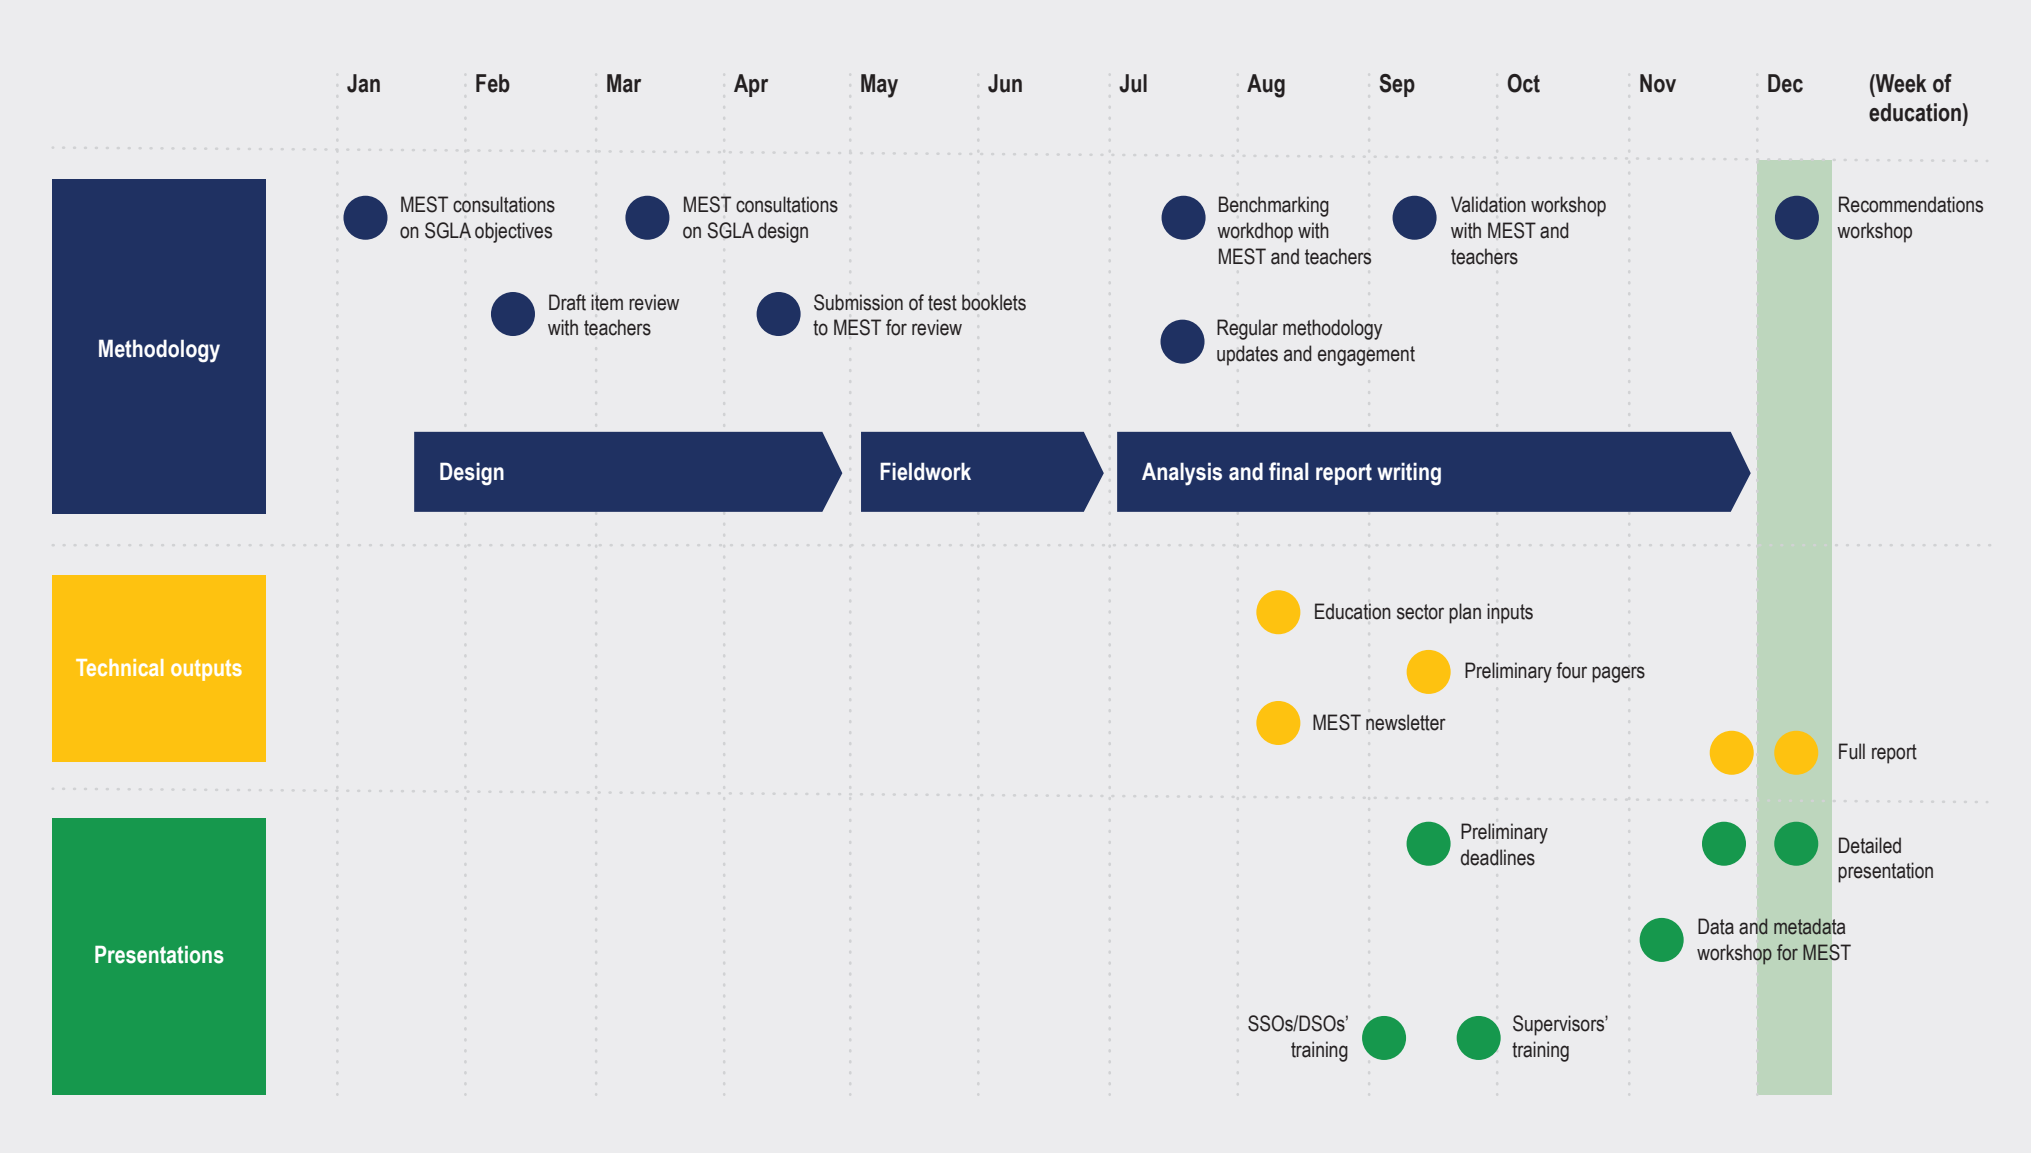 Jan
Feb
Mar
Apr
May
Jun
Jul
Aug
Sep
Oct
Nov
Dec
(Week of
education)
Methodology
MEST consultations
on SGLA objectives
MEST consultations
on SGLA design
Benchmarking
workdhop with
MEST and teachers
Validation workshop
with MEST and
teachers
Recommendations
workshop
Draft item review
with teachers
Submission of test booklets
to MEST for review
Regular methodology
updates and engagement
Design
Fieldwork
Analysis and final report writing
Technical outputs
Education sector plan inputs
Preliminary four pagers
MEST newsletter
Full report
Presentations
Preliminary
deadlines
Detailed
presentation
Data and metadata
workshop for MEST
SSOs/DSOs’
training
Supervisors’
training